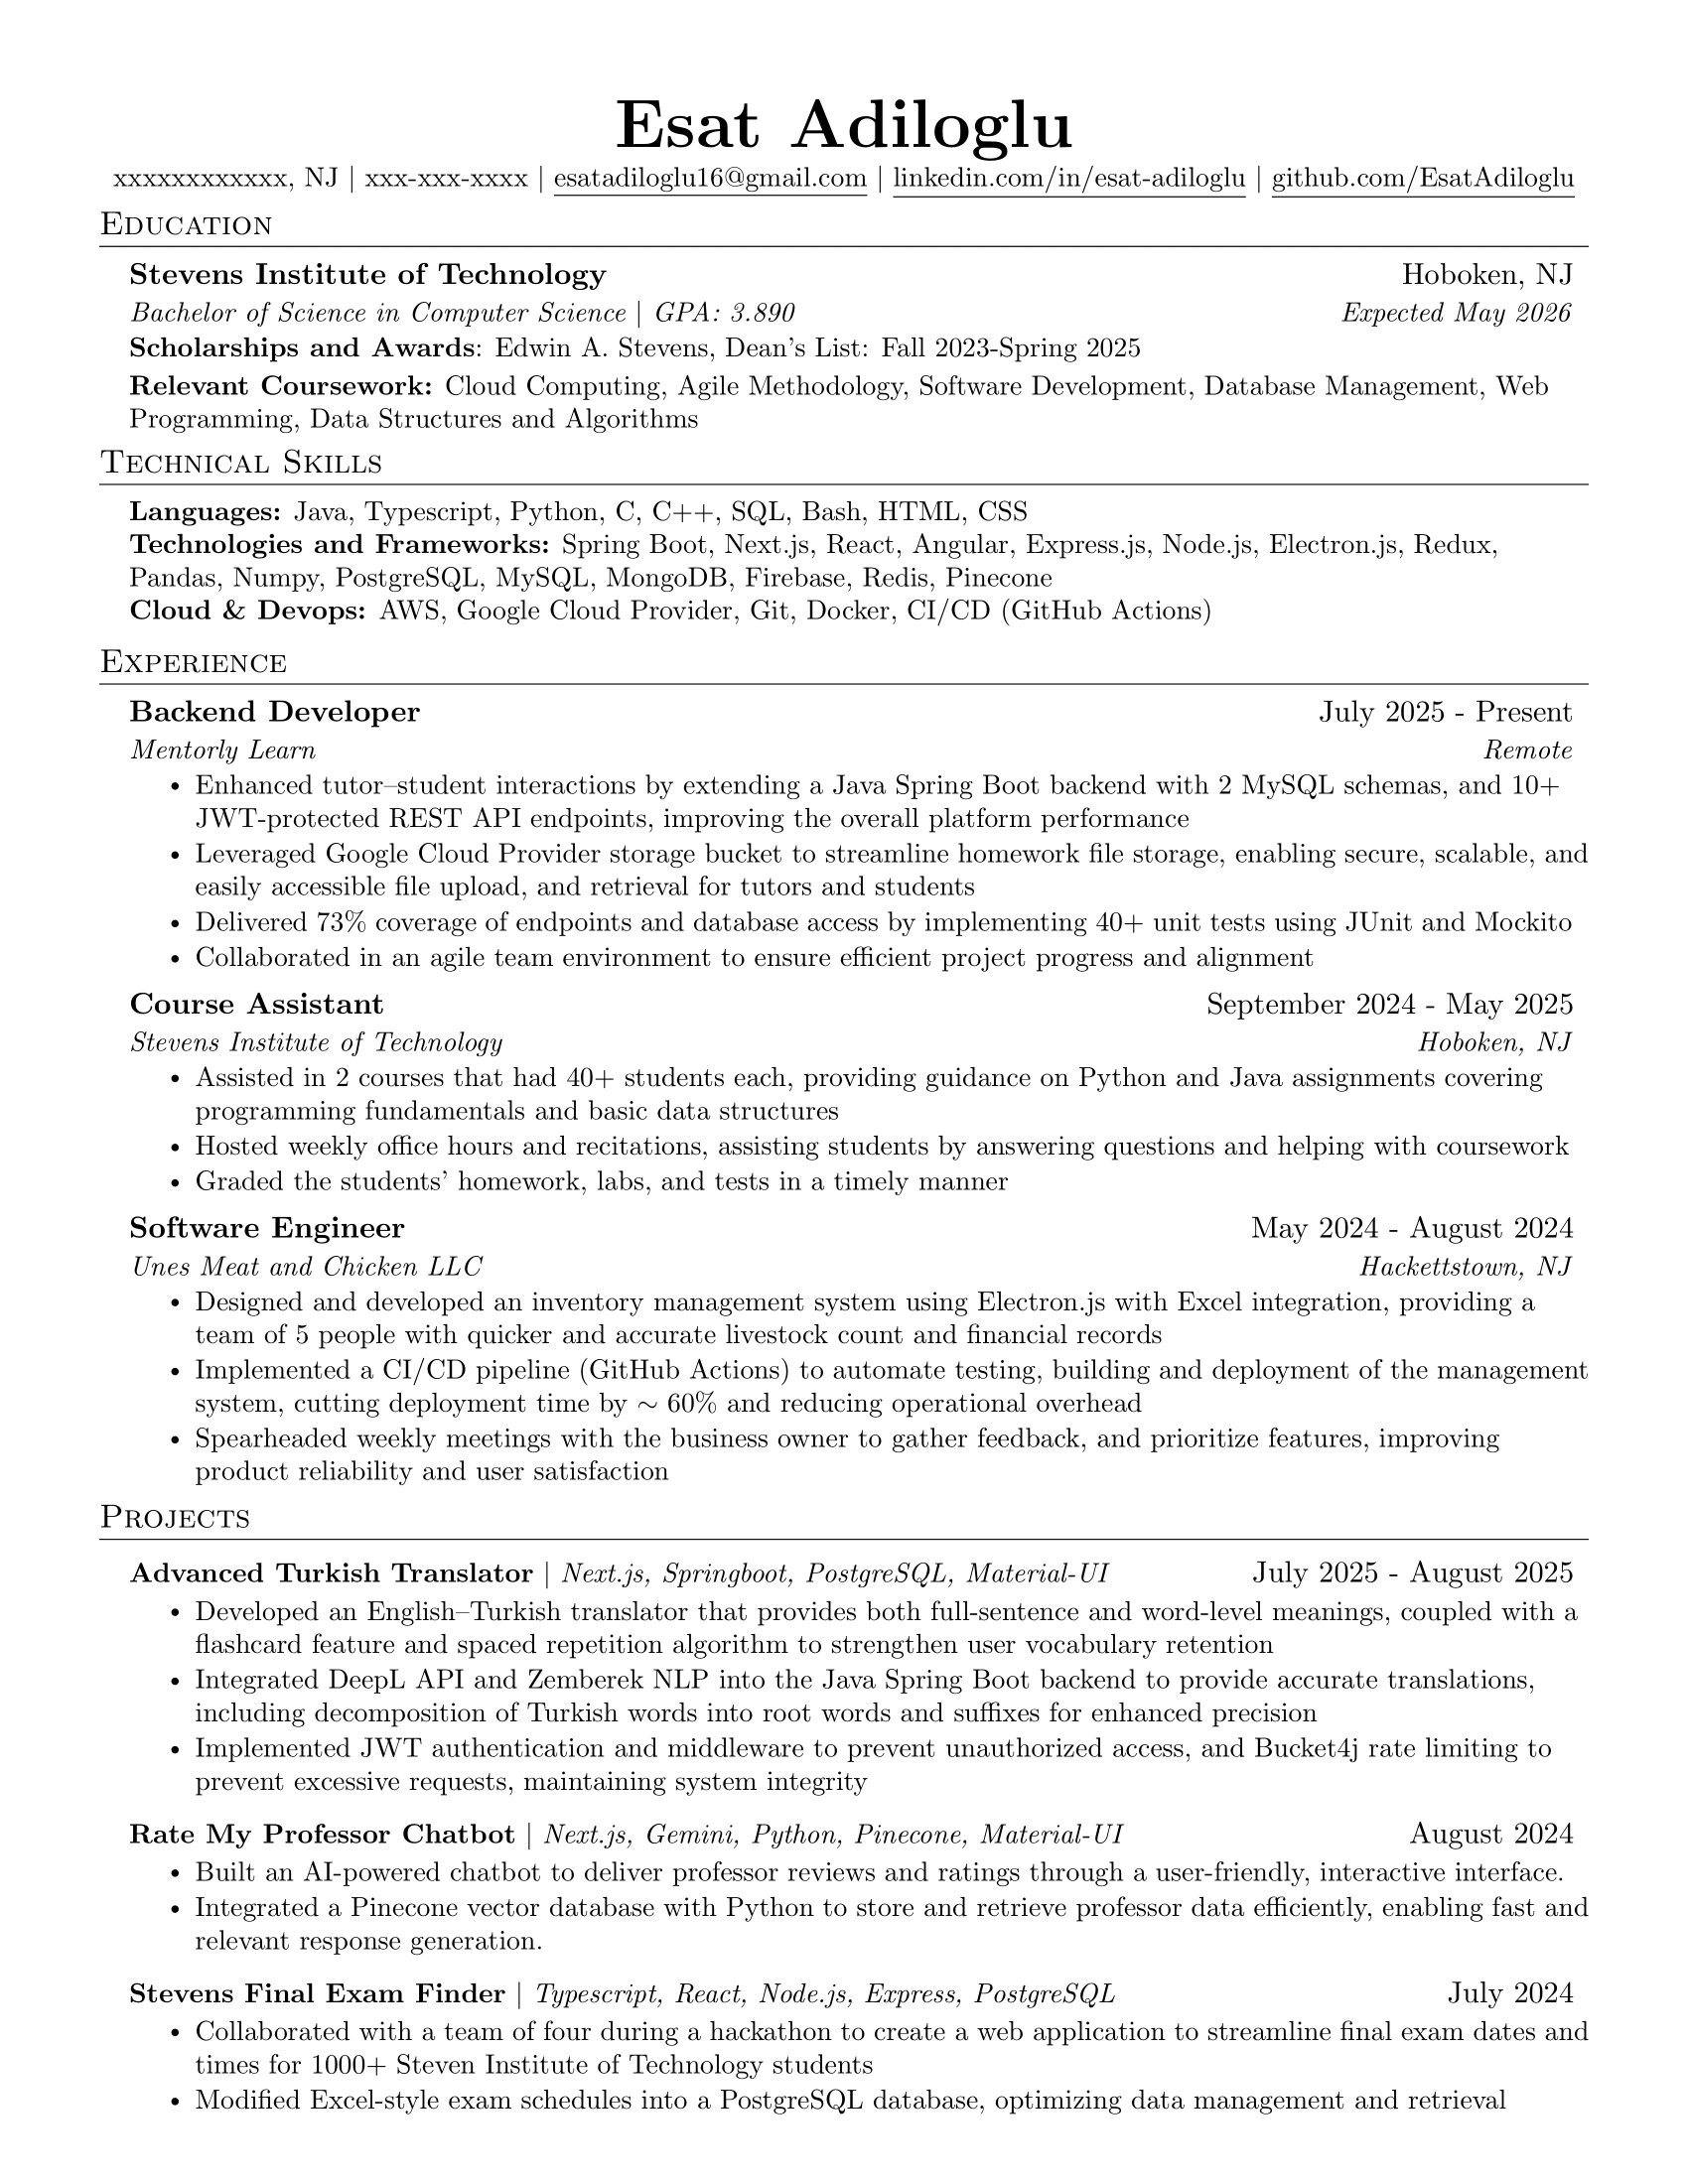 Esat Adiloglu
xxxxxxxxxxxx, NJ | xxx-xxx-xxxx | esatadiloglu16@gmail.com | linkedin.com/in/esat-adiloglu | github.com/EsatAdiloglu
Education
Stevens Institute of Technology Hoboken, NJ
Bachelor of Science in Computer Science | GPA: 3.890 Expected May 2026
Scholarships and Awards: Edwin A. Stevens, Dean's List: Fall 2023-Spring 2025
Relevant Coursework: Cloud Computing, Agile Methodology, Software Development, Database Management, Web
Programming, Data Structures and Algorithms
Technical Skills
Languages: Java, Typescript, Python, C, C++, SQL, Bash, HTML, CSS
Technologies and Frameworks: Spring Boot, Next.js, React, Angular, Express.js, Node.js, Electron.js, Redux,
Pandas, Numpy, PostgreSQL, MySQL, MongoDB, Firebase, Redis, Pinecone
Cloud & Devops: AWS, Google Cloud Provider, Git, Docker, CI/CD (GitHub Actions)
Experience
Backend Developer July 2025 - Present
Mentorly Learn Remote
• Enhanced tutor–student interactions by extending a Java Spring Boot backend with 2 MySQL schemas, and 10+
JWT-protected REST API endpoints, improving the overall platform performance
• Leveraged Google Cloud Provider storage bucket to streamline homework file storage, enabling secure, scalable, and
easily accessible file upload, and retrieval for tutors and students
• Delivered 73% coverage of endpoints and database access by implementing 40+ unit tests using JUnit and Mockito
• Collaborated in an agile team environment to ensure efficient project progress and alignment
Course Assistant September 2024 - May 2025
Stevens Institute of Technology Hoboken, NJ
• Assisted in 2 courses that had 40+ students each, providing guidance on Python and Java assignments covering
programming fundamentals and basic data structures
• Hosted weekly office hours and recitations, assisting students by answering questions and helping with coursework
• Graded the students' homework, labs, and tests in a timely manner
Software Engineer May 2024 - August 2024
Unes Meat and Chicken LLC Hackettstown, NJ
• Designed and developed an inventory management system using Electron.js with Excel integration, providing a
team of 5 people with quicker and accurate livestock count and financial records
• Implemented a CI/CD pipeline (GitHub Actions) to automate testing, building and deployment of the management
system, cutting deployment time by ∼ 60% and reducing operational overhead
• Spearheaded weekly meetings with the business owner to gather feedback, and prioritize features, improving
product reliability and user satisfaction
Projects
Advanced Turkish Translator | Next.js, Springboot, PostgreSQL, Material-UI July 2025 - August 2025
• Developed an English–Turkish translator that provides both full-sentence and word-level meanings, coupled with a
flashcard feature and spaced repetition algorithm to strengthen user vocabulary retention
• Integrated DeepL API and Zemberek NLP into the Java Spring Boot backend to provide accurate translations,
including decomposition of Turkish words into root words and suffixes for enhanced precision
• Implemented JWT authentication and middleware to prevent unauthorized access, and Bucket4j rate limiting to
prevent excessive requests, maintaining system integrity
Rate My Professor Chatbot | Next.js, Gemini, Python, Pinecone, Material-UI August 2024
• Built an AI-powered chatbot to deliver professor reviews and ratings through a user-friendly, interactive interface.
• Integrated a Pinecone vector database with Python to store and retrieve professor data efficiently, enabling fast and
relevant response generation.
Stevens Final Exam Finder | Typescript, React, Node.js, Express, PostgreSQL July 2024
• Collaborated with a team of four during a hackathon to create a web application to streamline final exam dates and
times for 1000+ Steven Institute of Technology students
• Modified Excel-style exam schedules into a PostgreSQL database, optimizing data management and retrieval